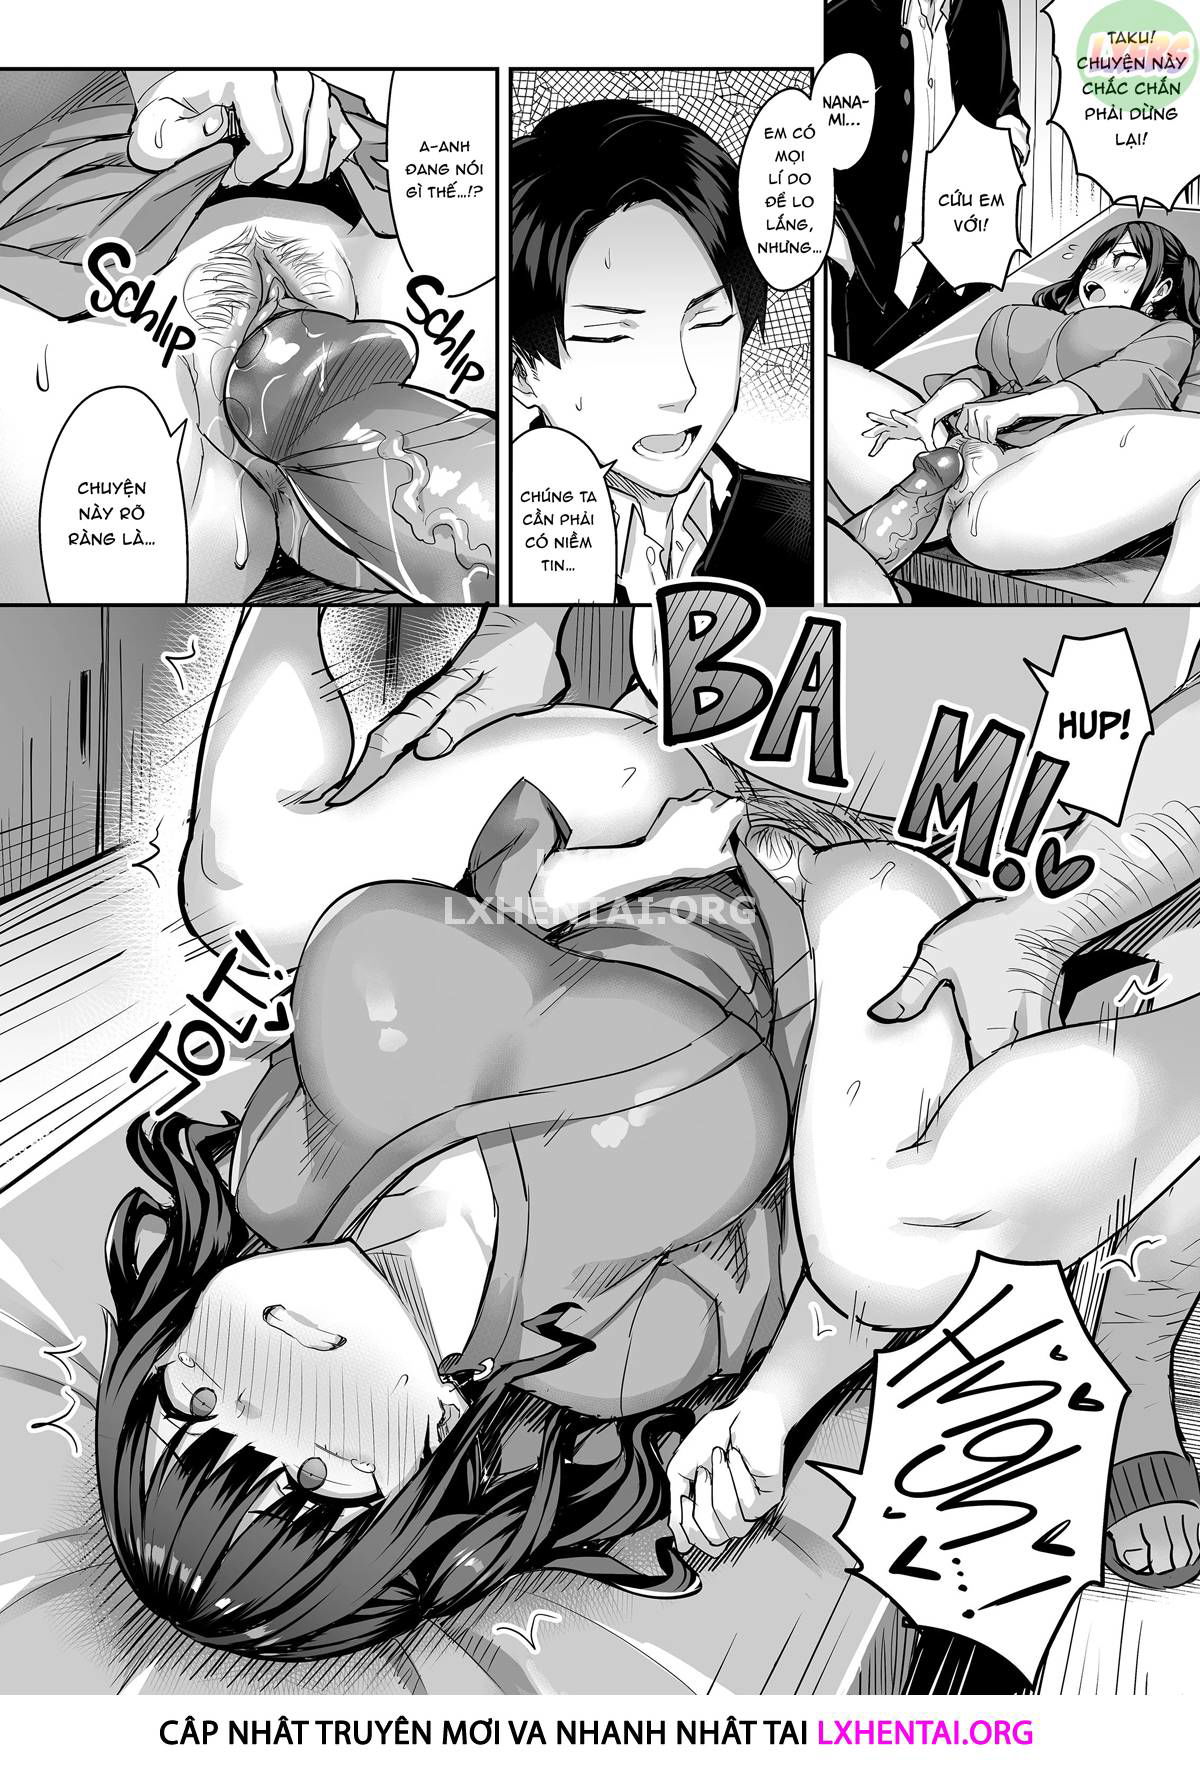 TAKU!
CHUYỆN NÀY
CHẮC CHẮN
PHẢI DỪNG
LẠI!
CỨU EM
VỚI!
NANA-
MI...
EM CÓ
MỌI
LÍ DO
ĐỂ LO
LẮNG,
NHƯNG...
CHÚNG TA
CẦN PHẢI
CÓ NIỀM
TIN...
A-ANH
ĐANG NÓI
GÌ THẾ...!?
SCHLIP
SCHLIP
CHUYỆN
NÀY RÕ
RÀNG LÀ...
HUP!
BAM!
JOLT!
LXHENTAI.ORG
CẬP NHẬT TRUYỆN MỚI VÀ NHANH NHẤT TẠI LXHENTAI.ORG